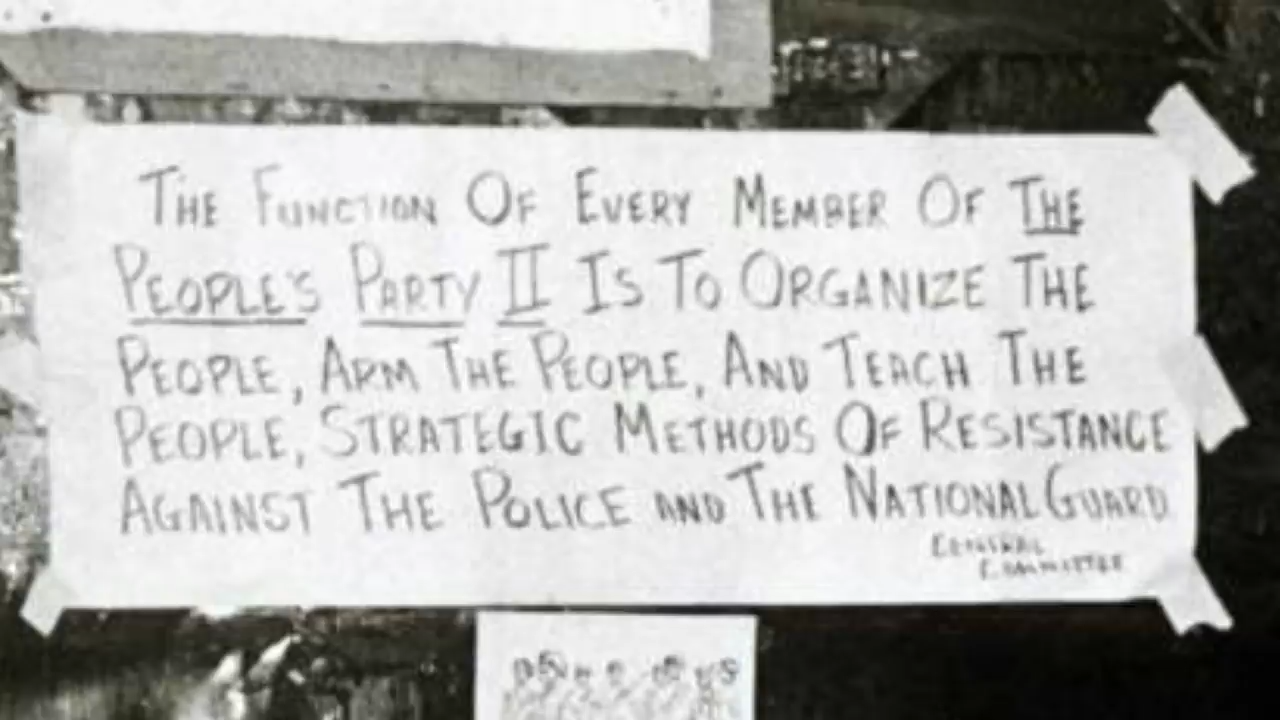 The Function Of Every Member Of The
People's Party II Is To Organize The
People, Arm The People, And Teach The
People, Strategic Methods Of Resistance
Against The Police and The National Guard
Central
Committee